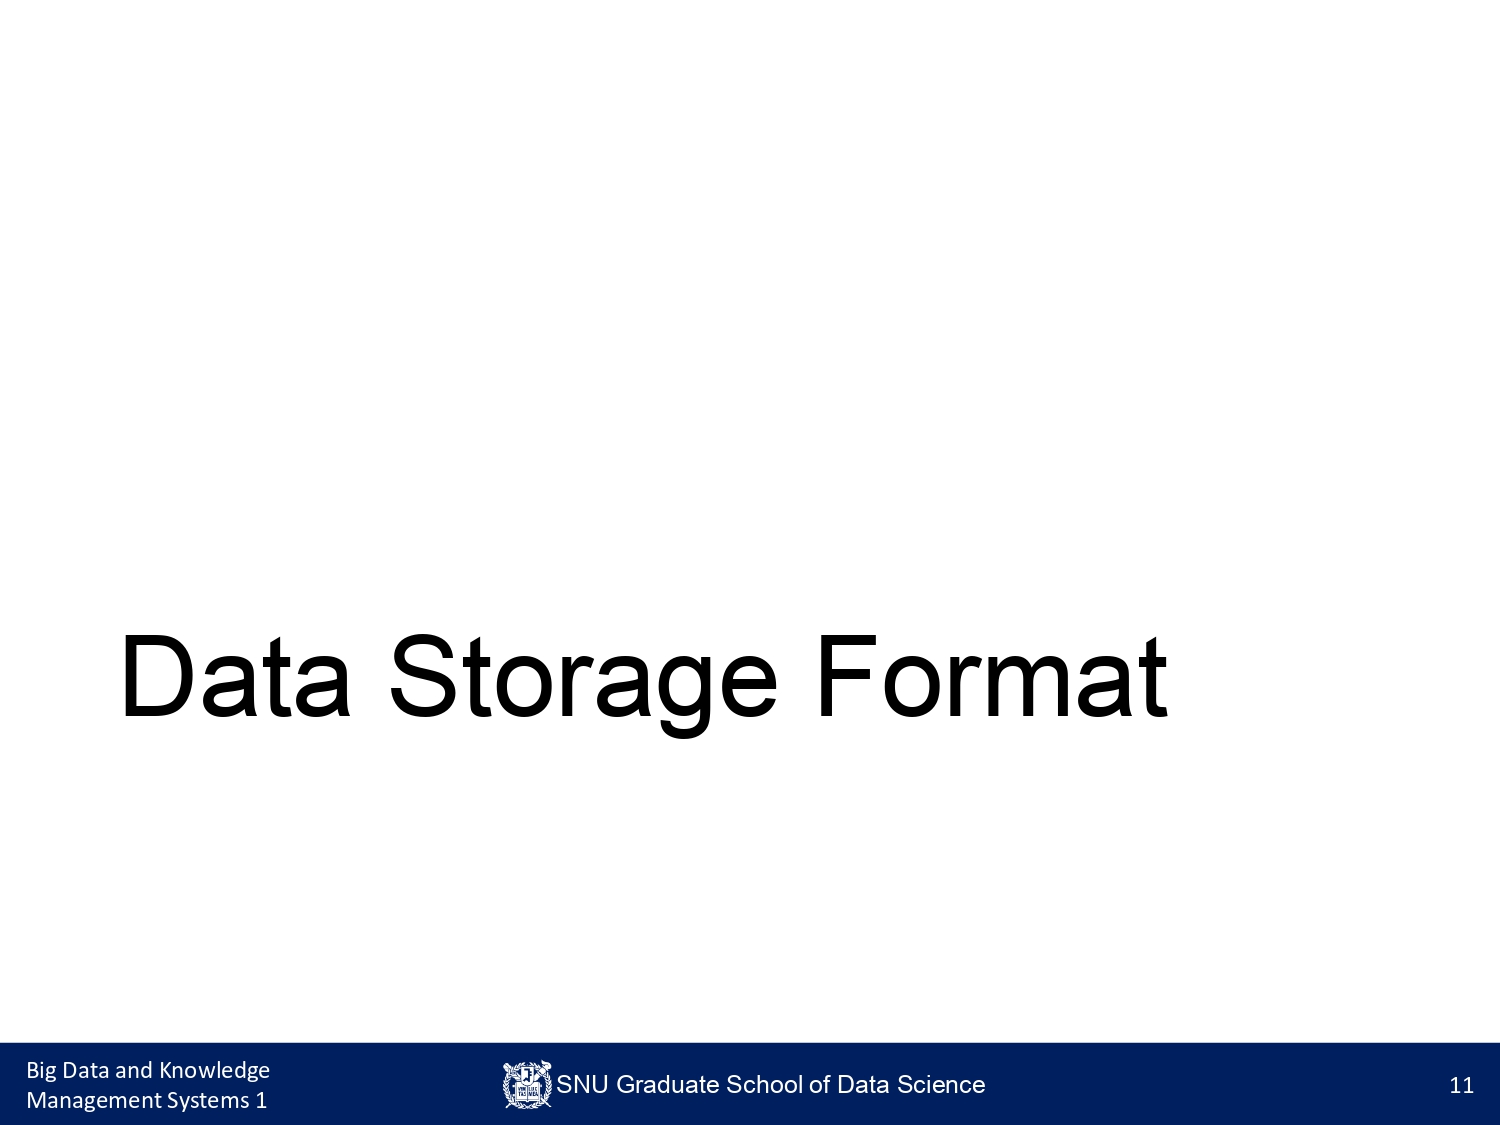 Data Storage Format
Big Data and Knowledge
Management Systems 1
SNU Graduate School of Data Science
11